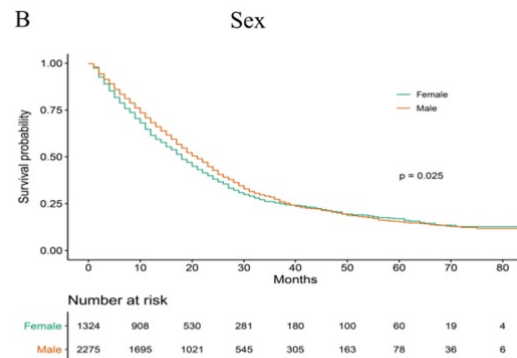 B Sex
1.00
0.75
0.50
0.25
0.00
Survival probability
Female
Male
p = 0.025
0 10 20 30 40 50 60 70 80
Months
Number at risk
Female 1324 908 530 281 180 100 60 19 4
Male 2275 1695 1021 545 305 163 78 36 6